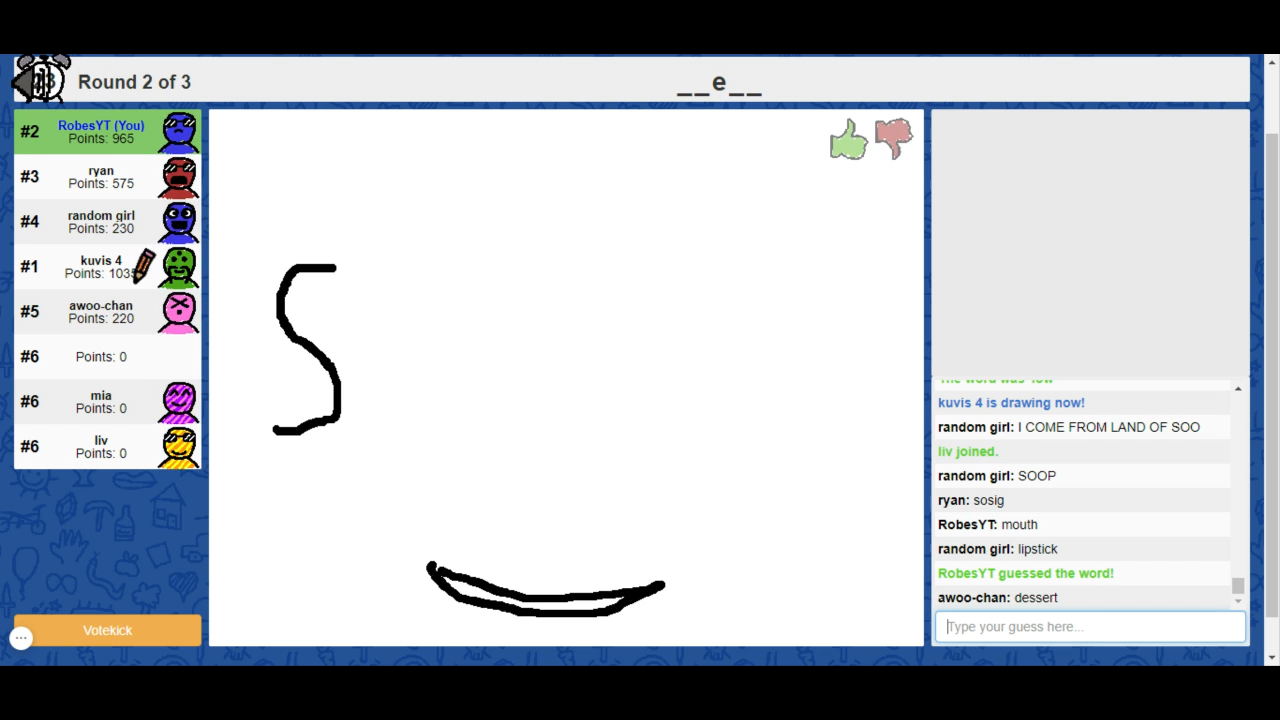 Round 2 of 3
__e__
#2
RobesYT (You)
Points: 965
#3
ryan
Points: 575
#4
random girl
Points: 230
#1
kuvis 4
Points: 1035
#5
awoo-chan
Points: 220
#6
Points: 0
#6
mia
Points: 0
#6
liv
Points: 0
Votekick
S
kuvis 4 is drawing now!
random girl: I COME FROM LAND OF SOO
liv joined.
random girl: SOOP
ryan: sosig
RobesYT: mouth
random girl: lipstick
RobesYT guessed the word!
awoo-chan: dessert
Type your guess here...